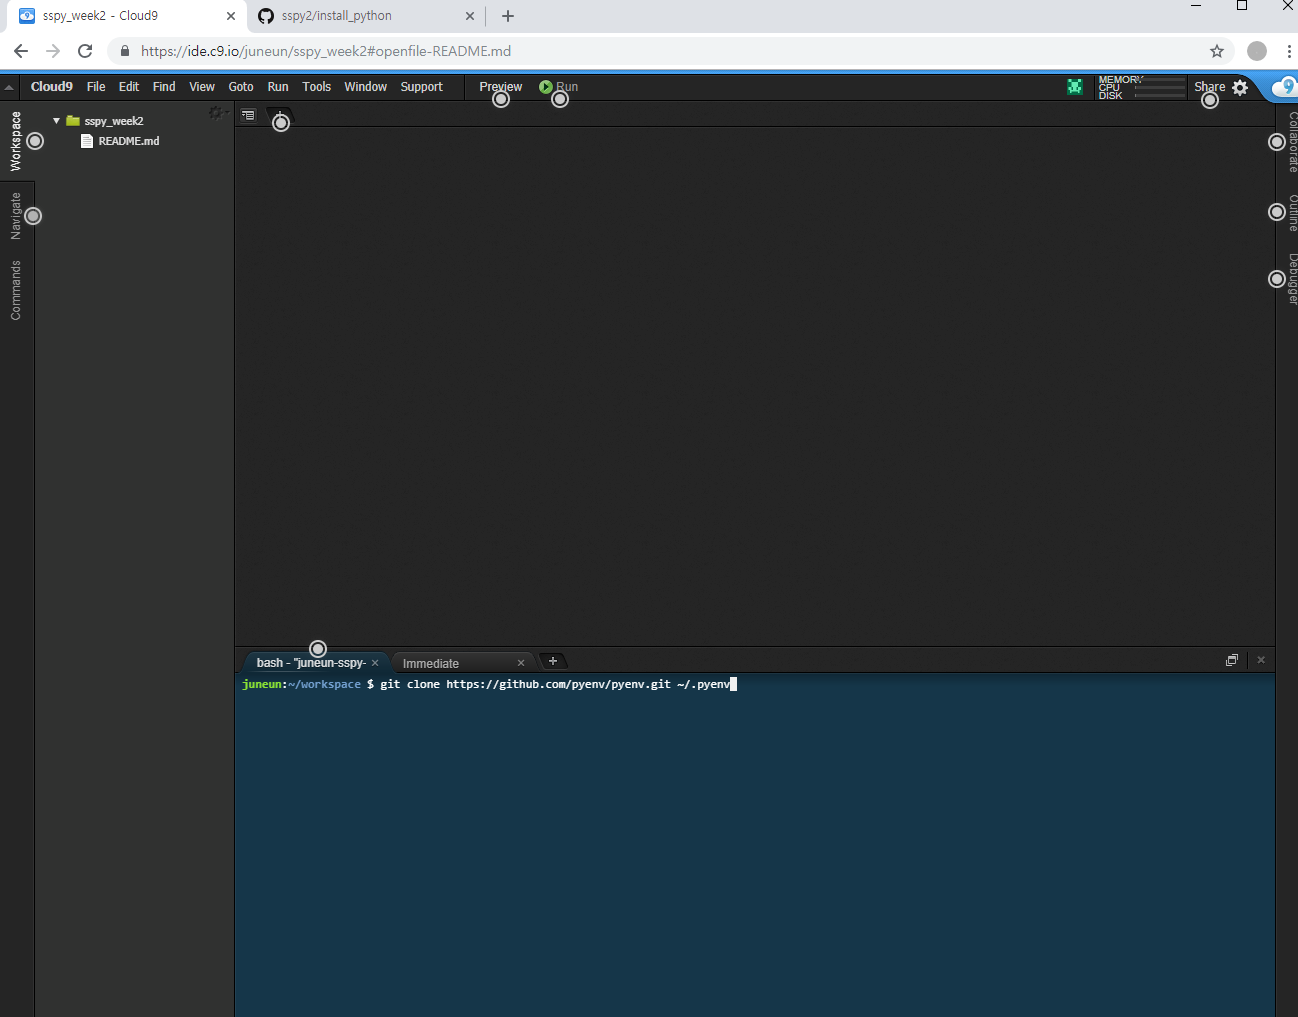 sspy_week2 - Cloud9
sspy2/install_python
https://ide.c9.io/juneun/sspy_week2#openfile-README.md
Cloud9 File Edit Find View Goto Run Tools Window Support Preview Run
MEMORY
CPU
DISK
Share
Workspace
Navigate
Commands
sspy_week2
README.md
Collaborate
Outline
Debugger
bash - "juneun-sspy-
Immediate
juneun:~/workspace $ git clone https://github.com/pyenv/pyenv.git ~/.pyenv